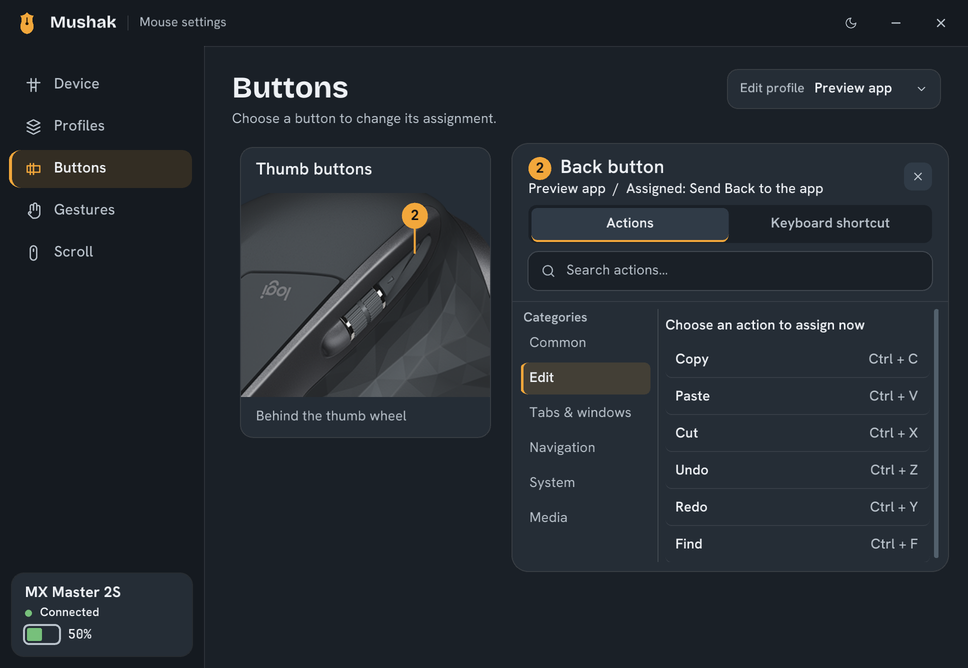 Mushak
Mouse settings
Device
Profiles
Buttons
Gestures
Scroll
MX Master 2S
Connected
50%
Buttons
Choose a button to change its assignment.
Edit profile Preview app
Thumb buttons
2
logi
Behind the thumb wheel
2 Back button
Preview app / Assigned: Send Back to the app
Actions
Keyboard shortcut
Search actions...
Categories
Common
Edit
Tabs & windows
Navigation
System
Media
Choose an action to assign now
Copy Ctrl + C
Paste Ctrl + V
Cut Ctrl + X
Undo Ctrl + Z
Redo Ctrl + Y
Find Ctrl + F